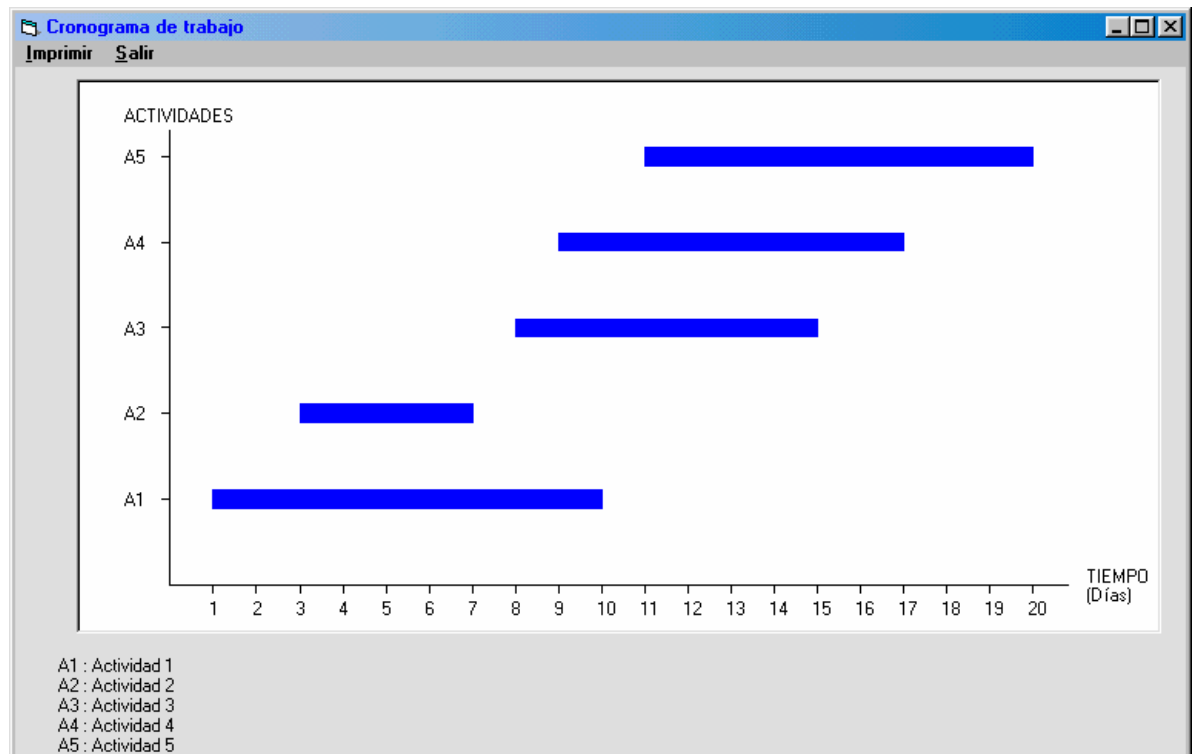 Cronograma de trabajo
Imprimir Salir
ACTIVIDADES
A5
A4
A3
A2
A1
TIEMPO
(Días)
1 2 3 4 5 6 7 8 9 10 11 12 13 14 15 16 17 18 19 20
A1 : Actividad 1
A2 : Actividad 2
A3 : Actividad 3
A4 : Actividad 4
A5 : Actividad 5